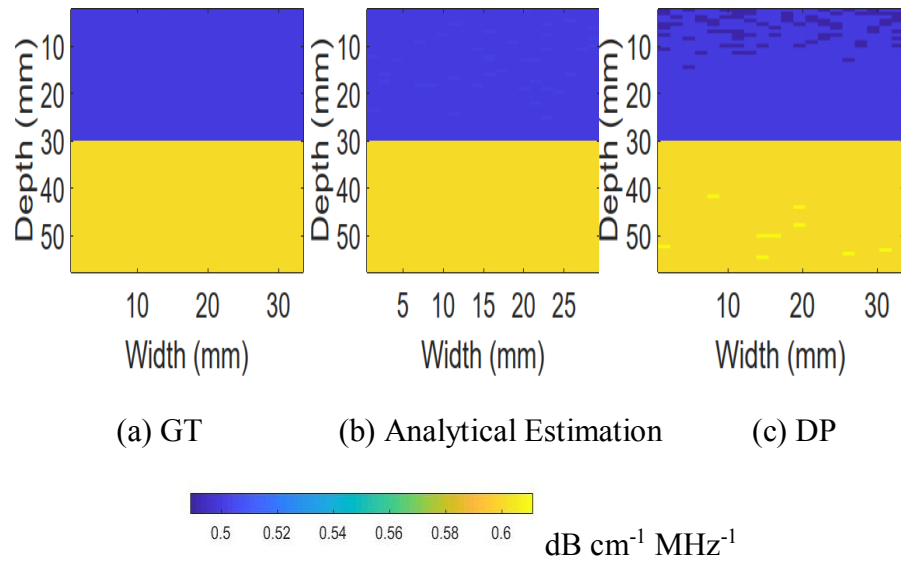 Depth (mm)
10
20
30
40
50
10 20 30
Width (mm)
(a) GT
Depth (mm)
10
20
30
40
50
5 10 15 20 25
Width (mm)
(b) Analytical Estimation
Depth (mm)
10
20
30
40
50
10 20 30
Width (mm)
(c) DP
0.5 0.52 0.54 0.56 0.58 0.6
dB cm⁻¹ MHz⁻¹